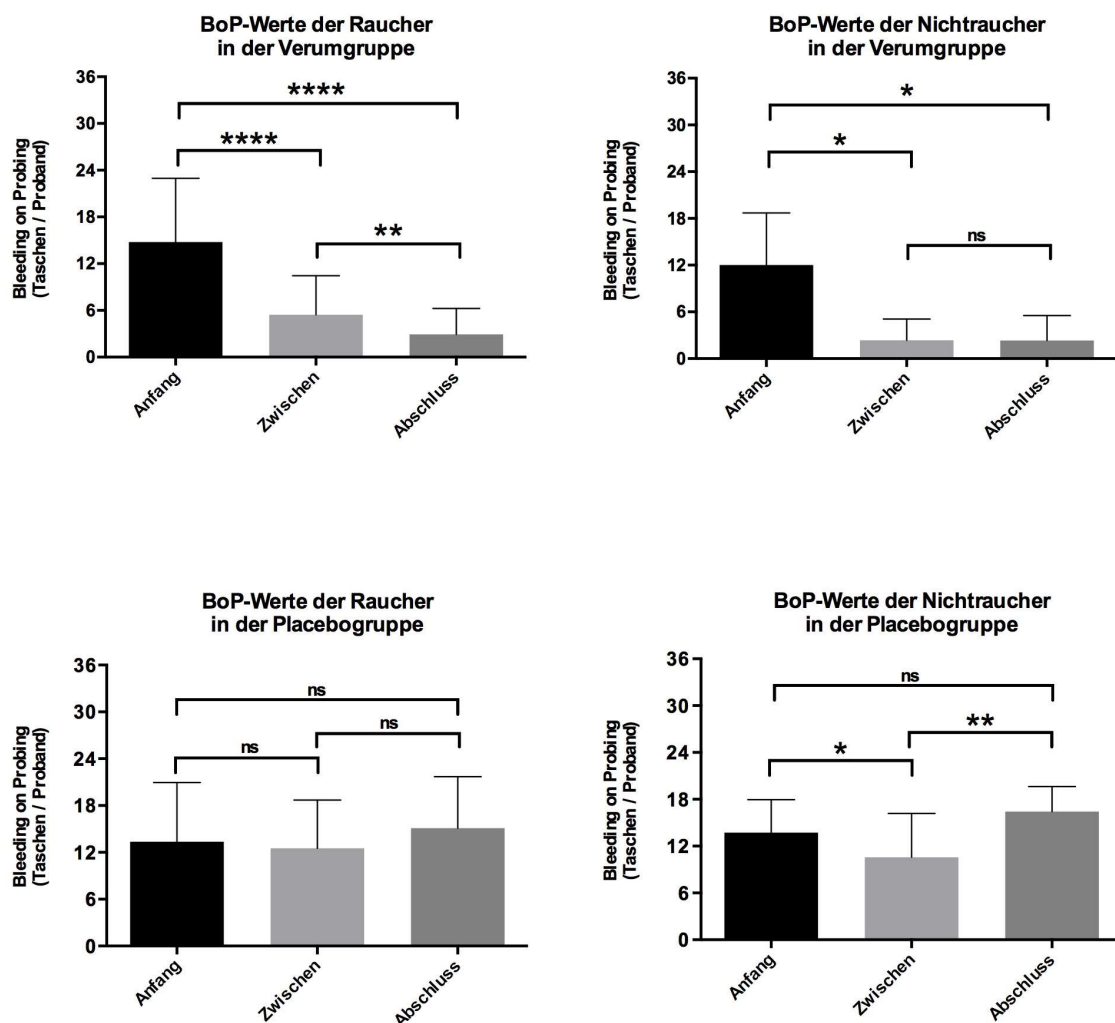 BoP-Werte der Raucher
in der Verumgruppe
36
30
24
18
12
6
0
Bleeding on Probing
(Taschen / Proband)
****
****
**
Anfang
Zwischen
Abschluss
BoP-Werte der Nichtraucher
in der Verumgruppe
36
30
24
18
12
6
0
Bleeding on Probing
(Taschen / Proband)
*
*
ns
Anfang
Zwischen
Abschluss
BoP-Werte der Raucher
in der Placebogruppe
36
30
24
18
12
6
0
Bleeding on Probing
(Taschen / Proband)
ns
ns
ns
Anfang
Zwischen
Abschluss
BoP-Werte der Nichtraucher
in der Placebogruppe
36
30
24
18
12
6
0
Bleeding on Probing
(Taschen / Proband)
ns
**
*
Anfang
Zwischen
Abschluss